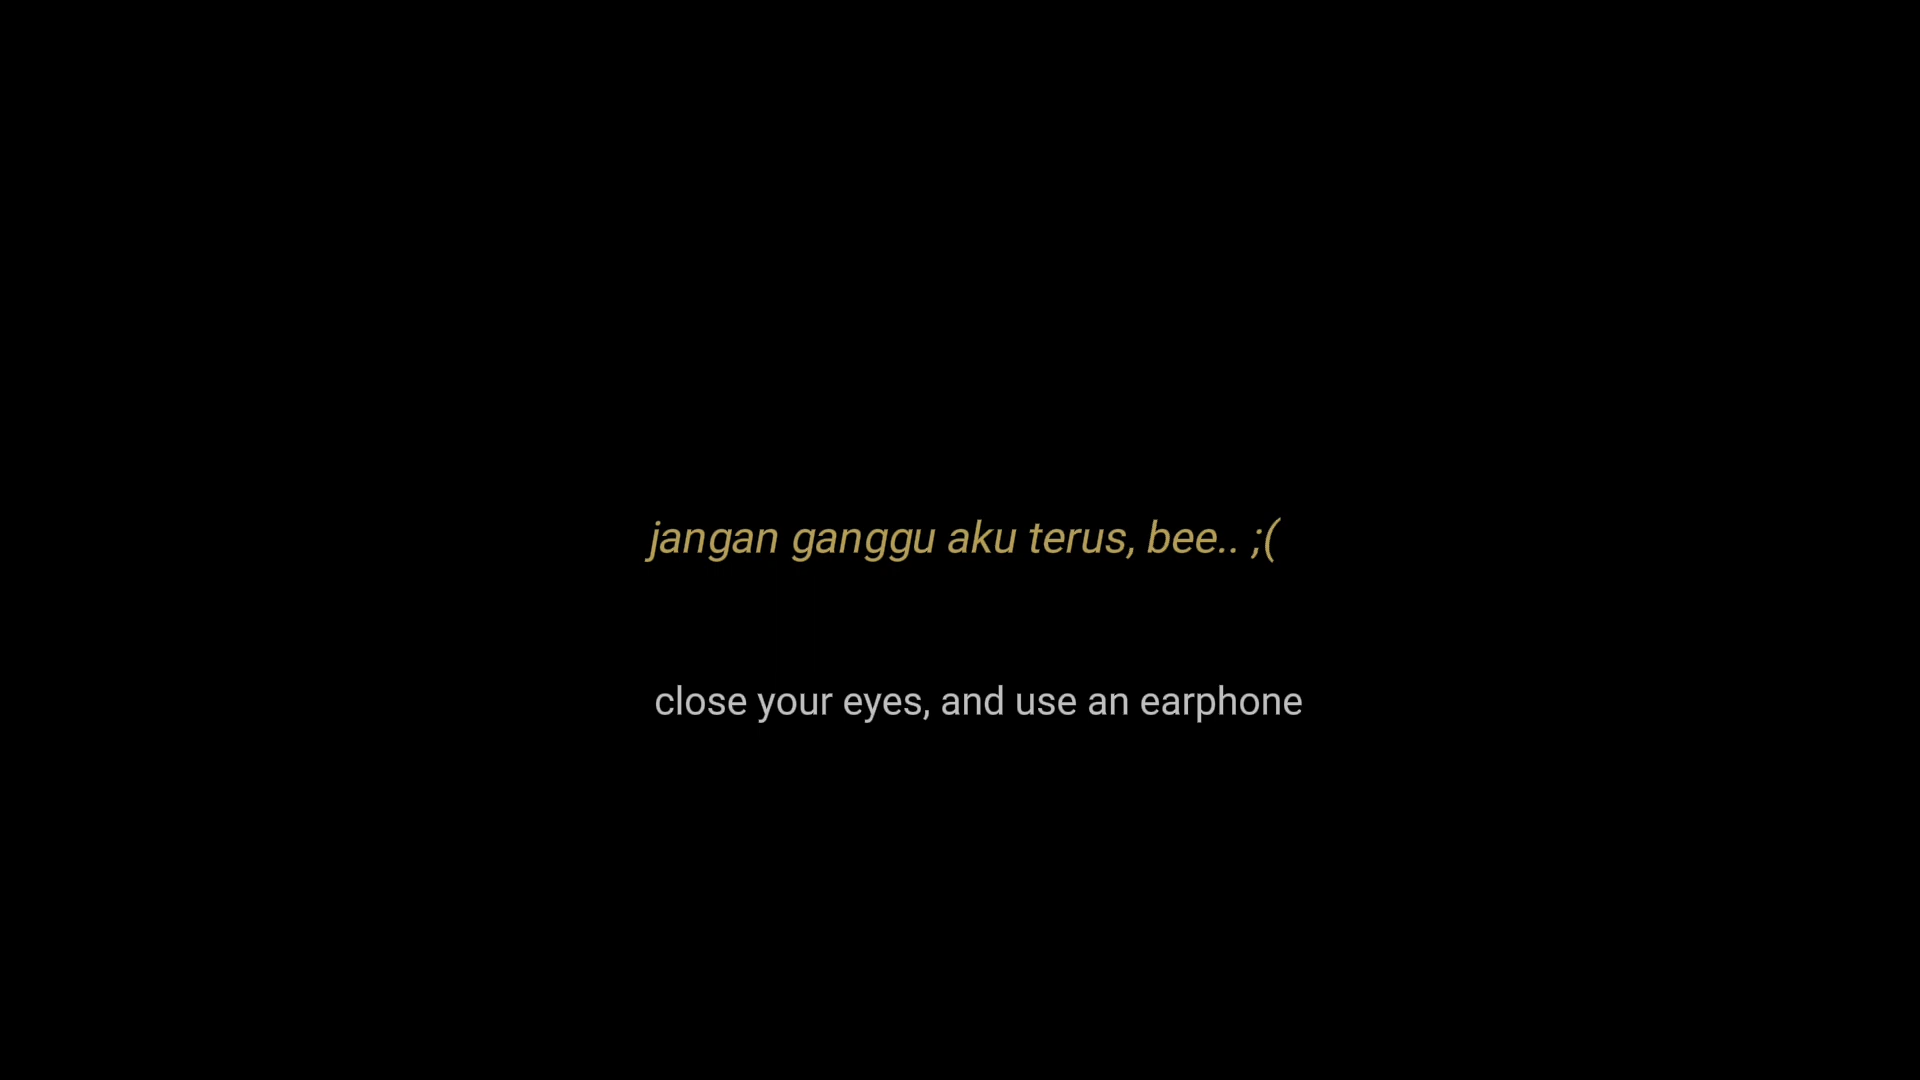 jangan ganggu aku terus, bee.. ;(
close your eyes, and use an earphone